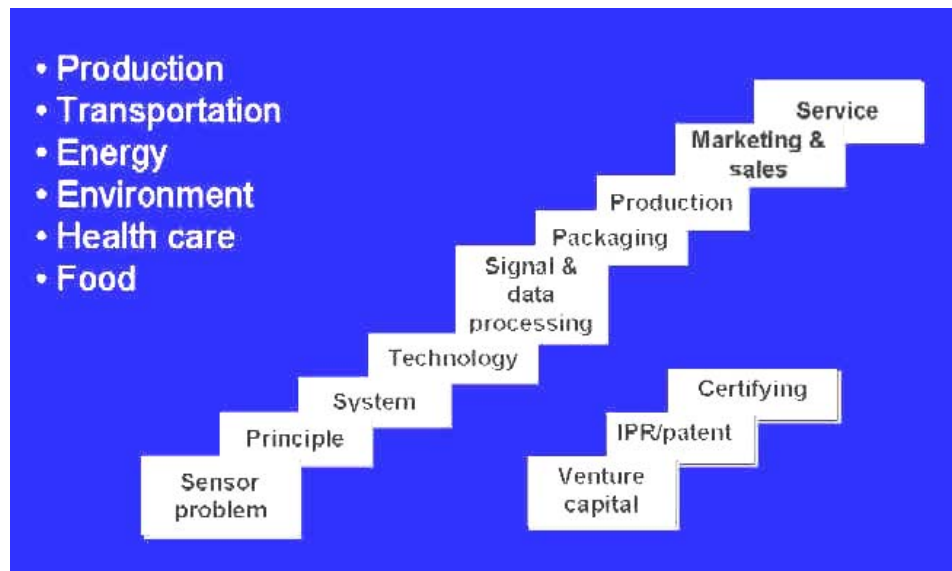 • Production
• Transportation
• Energy
• Environment
• Health care
• Food
Service
Marketing &
sales
Production
Packaging
Signal &
data
processing
Technology
System
Principle
Sensor
problem
Certifying
IPR/patent
Venture
capital